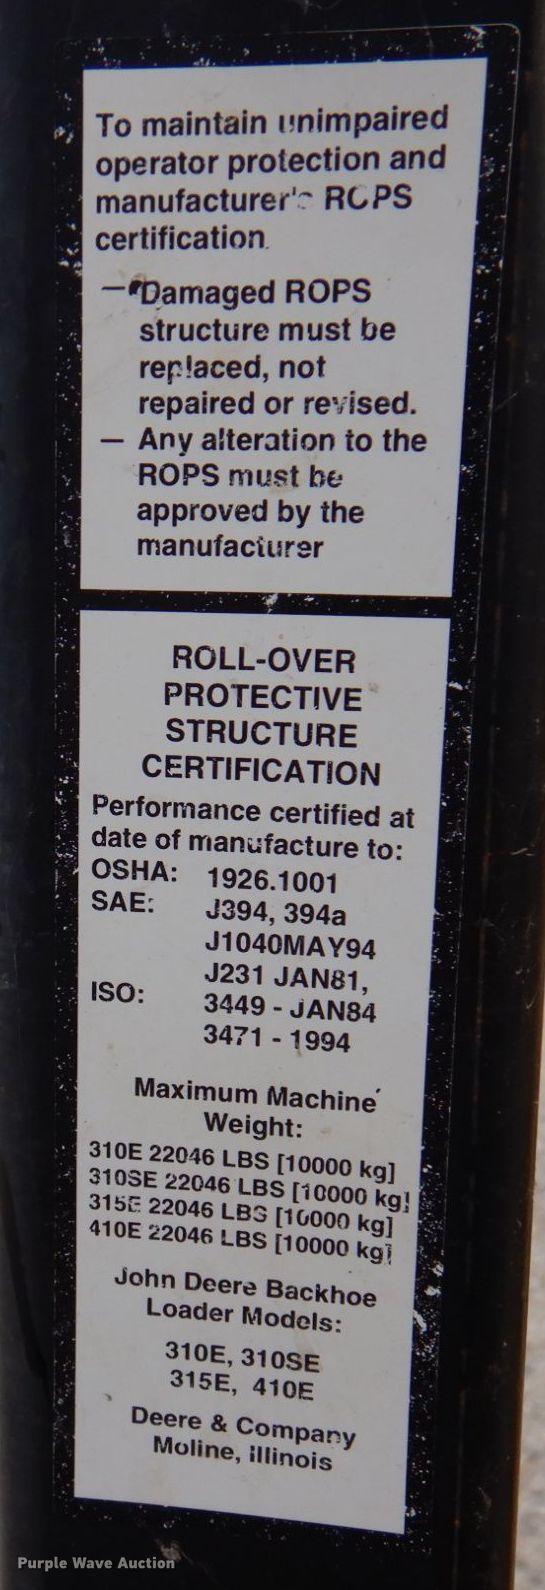 To maintain unimpaired
operator protection and
manufacturer's ROPS
certification.
— Damaged ROPS
structure must be
replaced, not
repaired or revised.
— Any alteration to the
ROPS must be
approved by the
manufacturer
ROLL-OVER
PROTECTIVE
STRUCTURE
CERTIFICATION
Performance certified at
date of manufacture to:
OSHA: 1926.1001
SAE: J394, 394a
J1040MAY94
J231 JAN81,
ISO: 3449 - JAN84
3471 - 1994
Maximum Machine
Weight:
310E 22046 LBS [10000 kg]
310SE 22046 LBS [10000 kg]
315E 22046 LBS [10000 kg]
410E 22046 LBS [10000 kg]
John Deere Backhoe
Loader Models:
310E, 310SE
315E, 410E
Deere & Company
Moline, Illinois
Purple Wave Auction